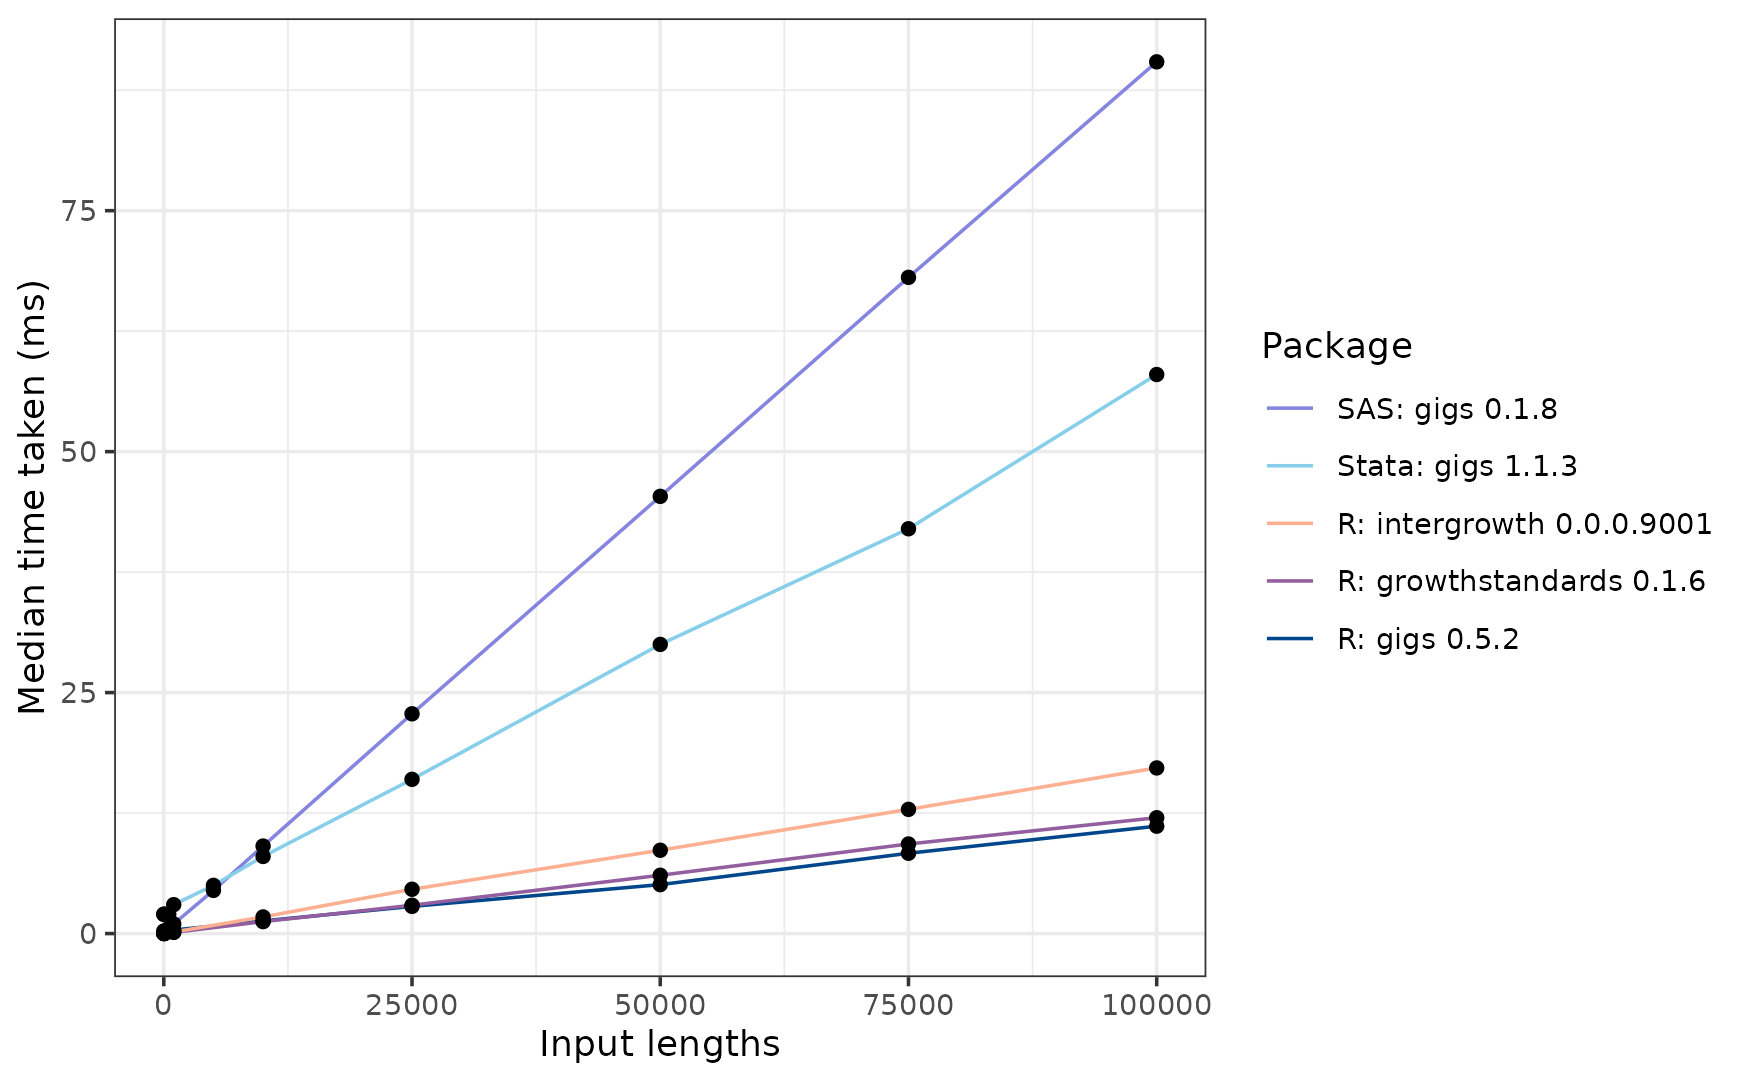 Median time taken (ms)
75
50
25
0
0
25000
50000
75000
100000
Input lengths
Package
SAS: gigs 0.1.8
Stata: gigs 1.1.3
R: intergrowth 0.0.0.9001
R: growthstandards 0.1.6
R: gigs 0.5.2